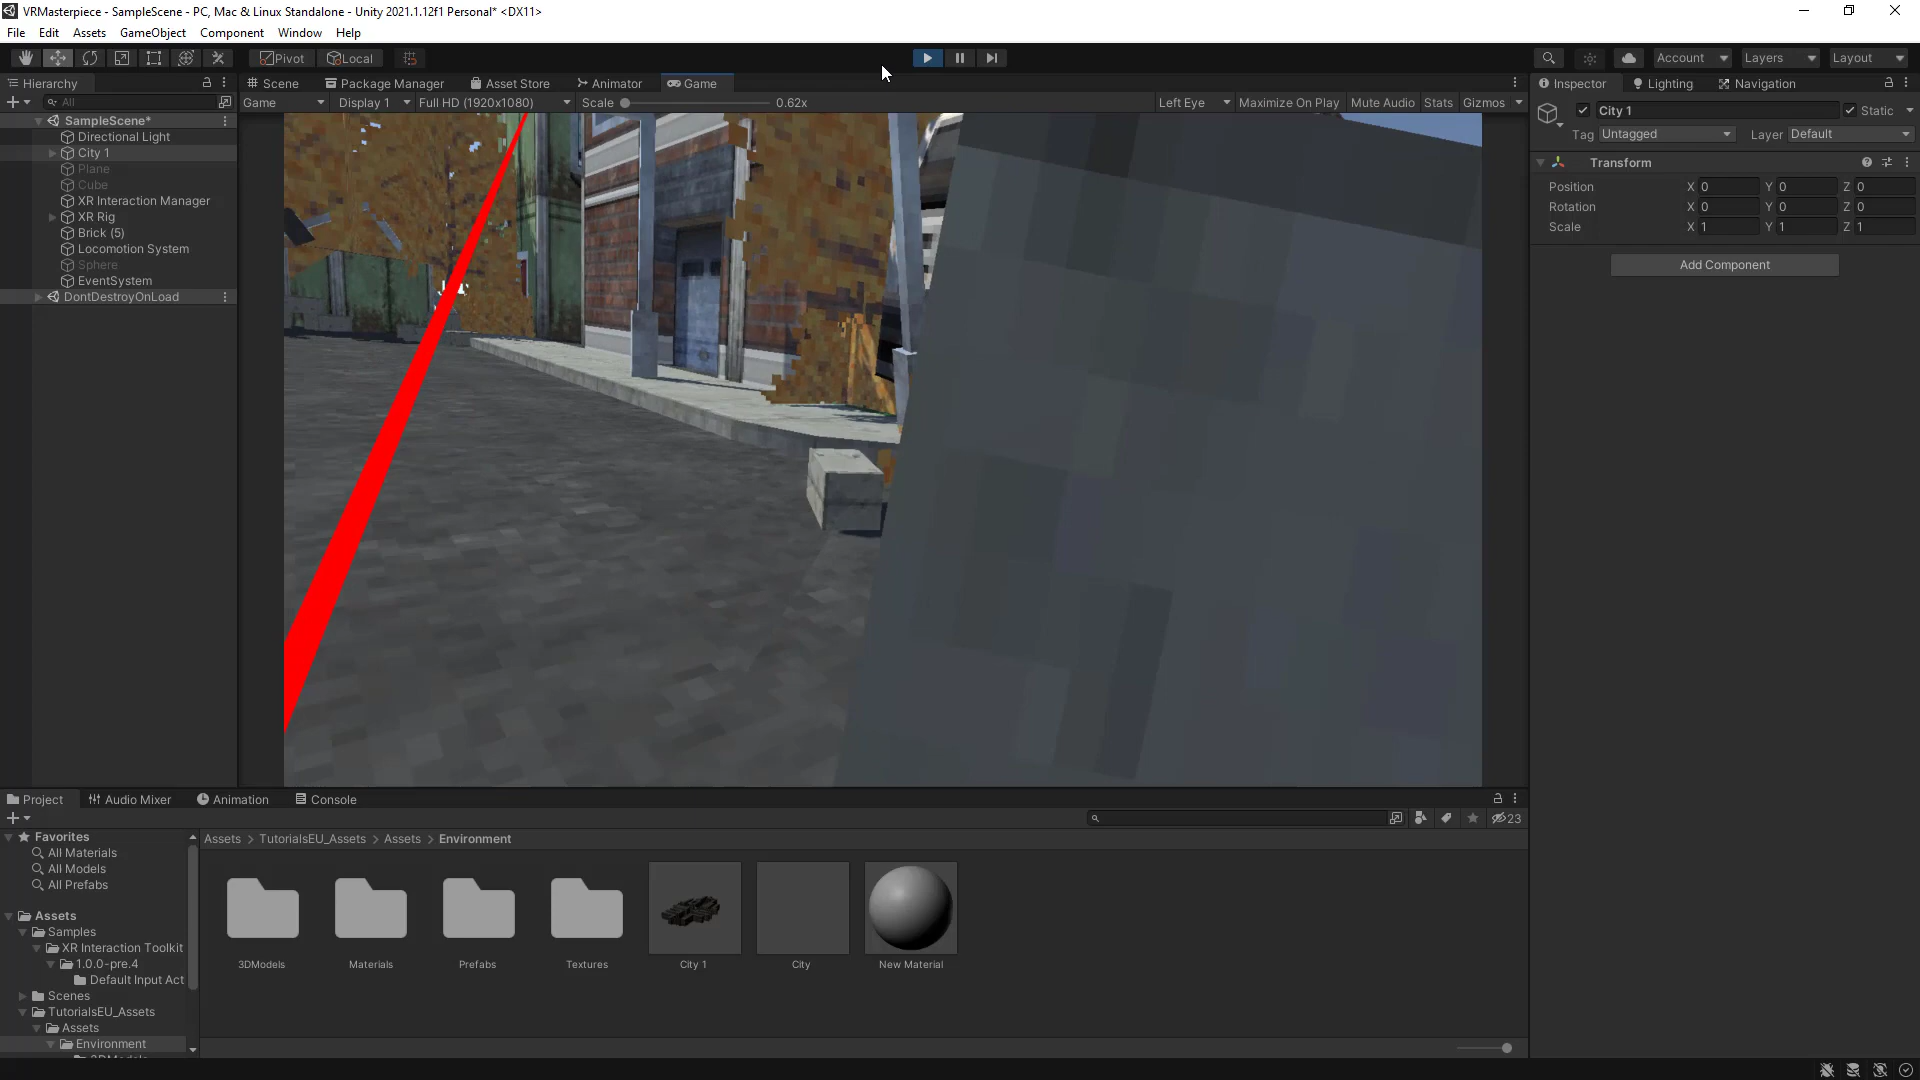 VRMasterpiece - SampleScene - PC, Mac & Linux Standalone - Unity 2021.1.12f1 Personal* <DX11>
File Edit Assets GameObject Component Window Help
Pivot Local Account Layers Layout
Hierarchy Scene Package Manager Asset Store Animator Game Inspector Lighting Navigation
All Game Display 1 Full HD (1920x1080) Scale 0.62x Left Eye Maximize On Play Mute Audio Stats Gizmos City 1 Static
SampleScene*
Tag Untagged Layer Default
Directional Light
City 1
Plane
Cube
XR Interaction Manager
XR Rig
Brick (5)
Locomotion System
Sphere
EventSystem
DontDestroyOnLoad
Transform
Position X 0 Y 0 Z 0
Rotation X 0 Y 0 Z 0
Scale X 1 Y 1 Z 1
Add Component
Project Audio Mixer Animation Console
23
Favorites
All Materials
All Models
All Prefabs
Assets
Samples
XR Interaction Toolkit
1.0.0-pre.4
Default Input Act
Scenes
TutorialsEU_Assets
Assets
Environment
Assets > TutorialsEU_Assets > Assets > Environment
3DModels Materials Prefabs Textures City 1 City New Material